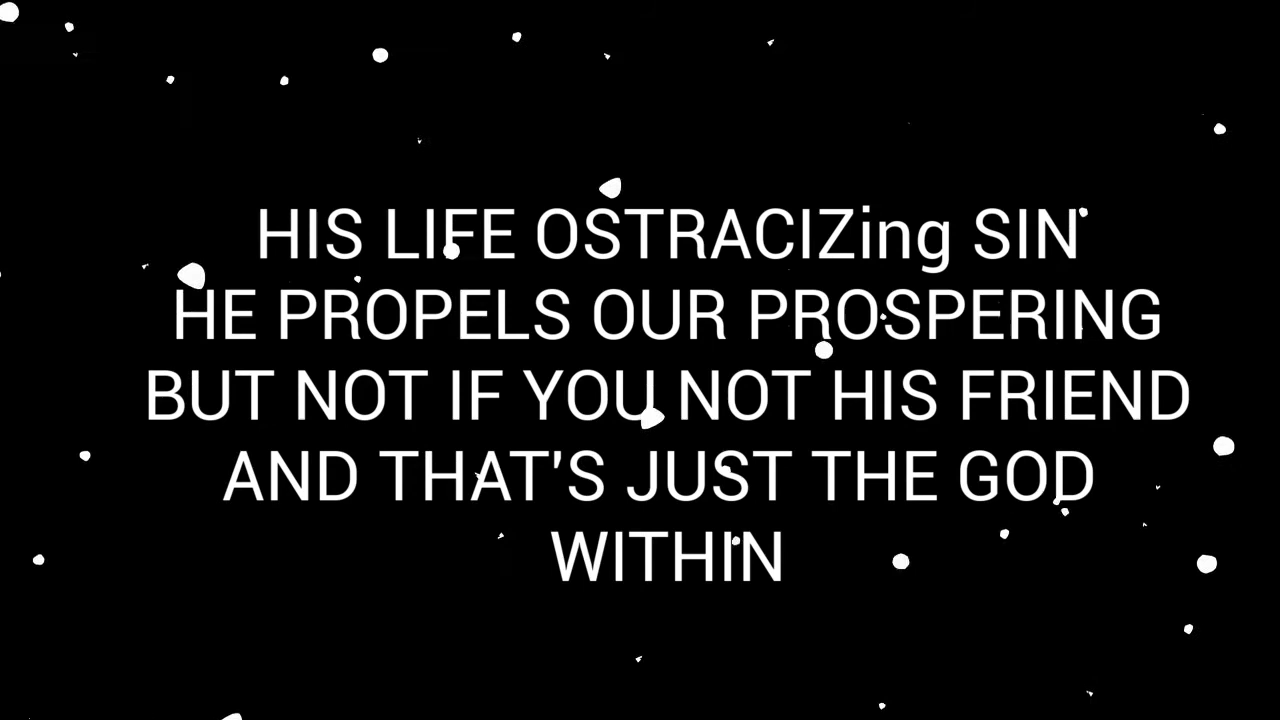 HIS LIFE OSTRACIZing SIN
HE PROPELS OUR PROSPERING
BUT NOT IF YOU NOT HIS FRIEND
AND THAT'S JUST THE GOD
WITHIN